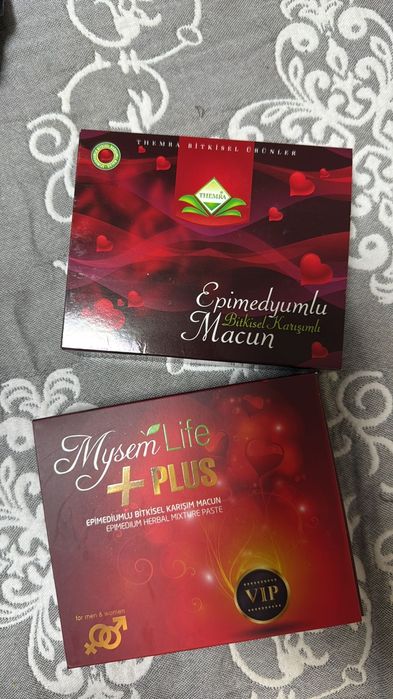 THEMRA BİTKİSEL ÜRÜNLER
THEMRA
Epimedyumlu
Bitkisel Karışımlı
Macun
Mysem Life
+ PLUS
EPİMEDİUMLU BİTKİSEL KARIŞIM MACUN
EPIMEDIUM HERBAL MIXTURE PASTE
VIP
for men & women